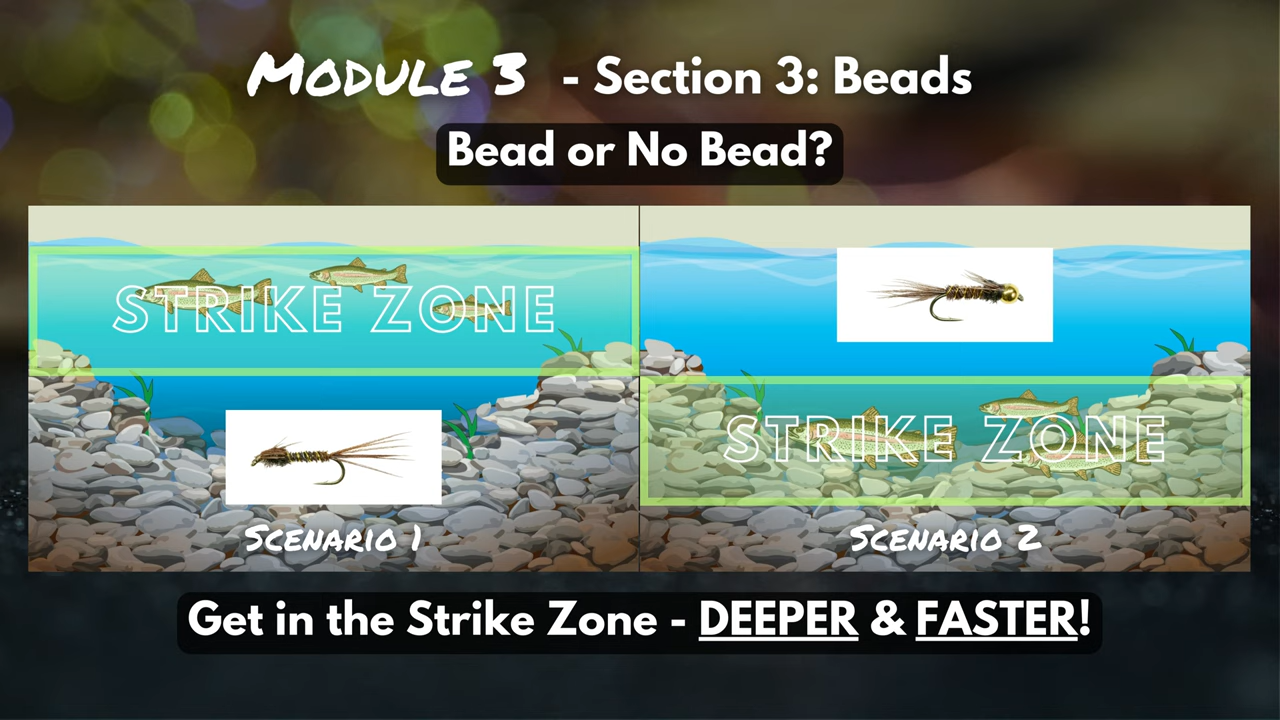 Module 3 - Section 3: Beads
Bead or No Bead?
STRIKE ZONE
Scenario 1
STRIKE ZONE
Scenario 2
Get in the Strike Zone - DEEPER & FASTER!